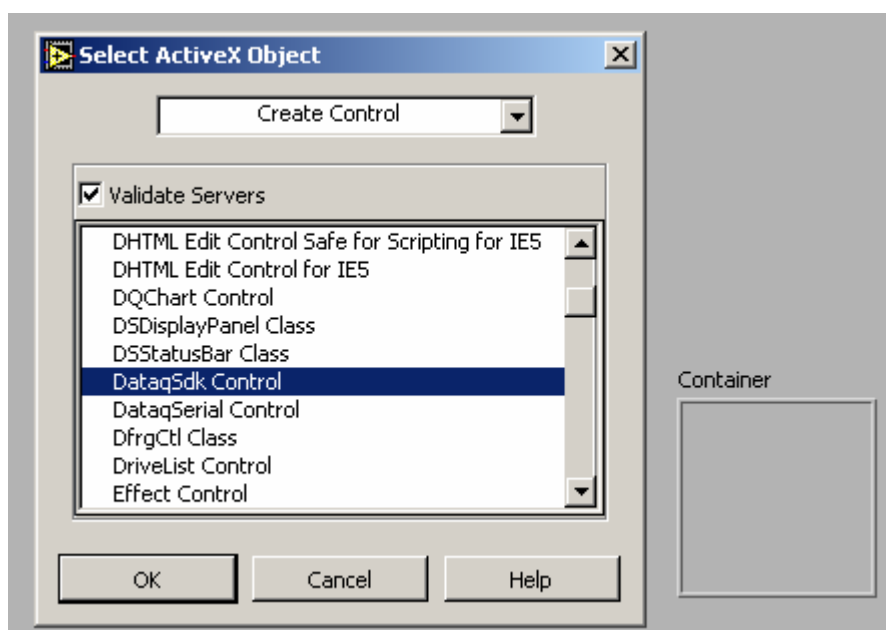 Select ActiveX Object
Create Control
Validate Servers
DHTML Edit Control Safe for Scripting for IE5
DHTML Edit Control for IE5
DQChart Control
DSDisplayPanel Class
DSStatusBar Class
DataqSdk Control
DataqSerial Control
DfrgCtl Class
DriveList Control
Effect Control
Container
OK
Cancel
Help